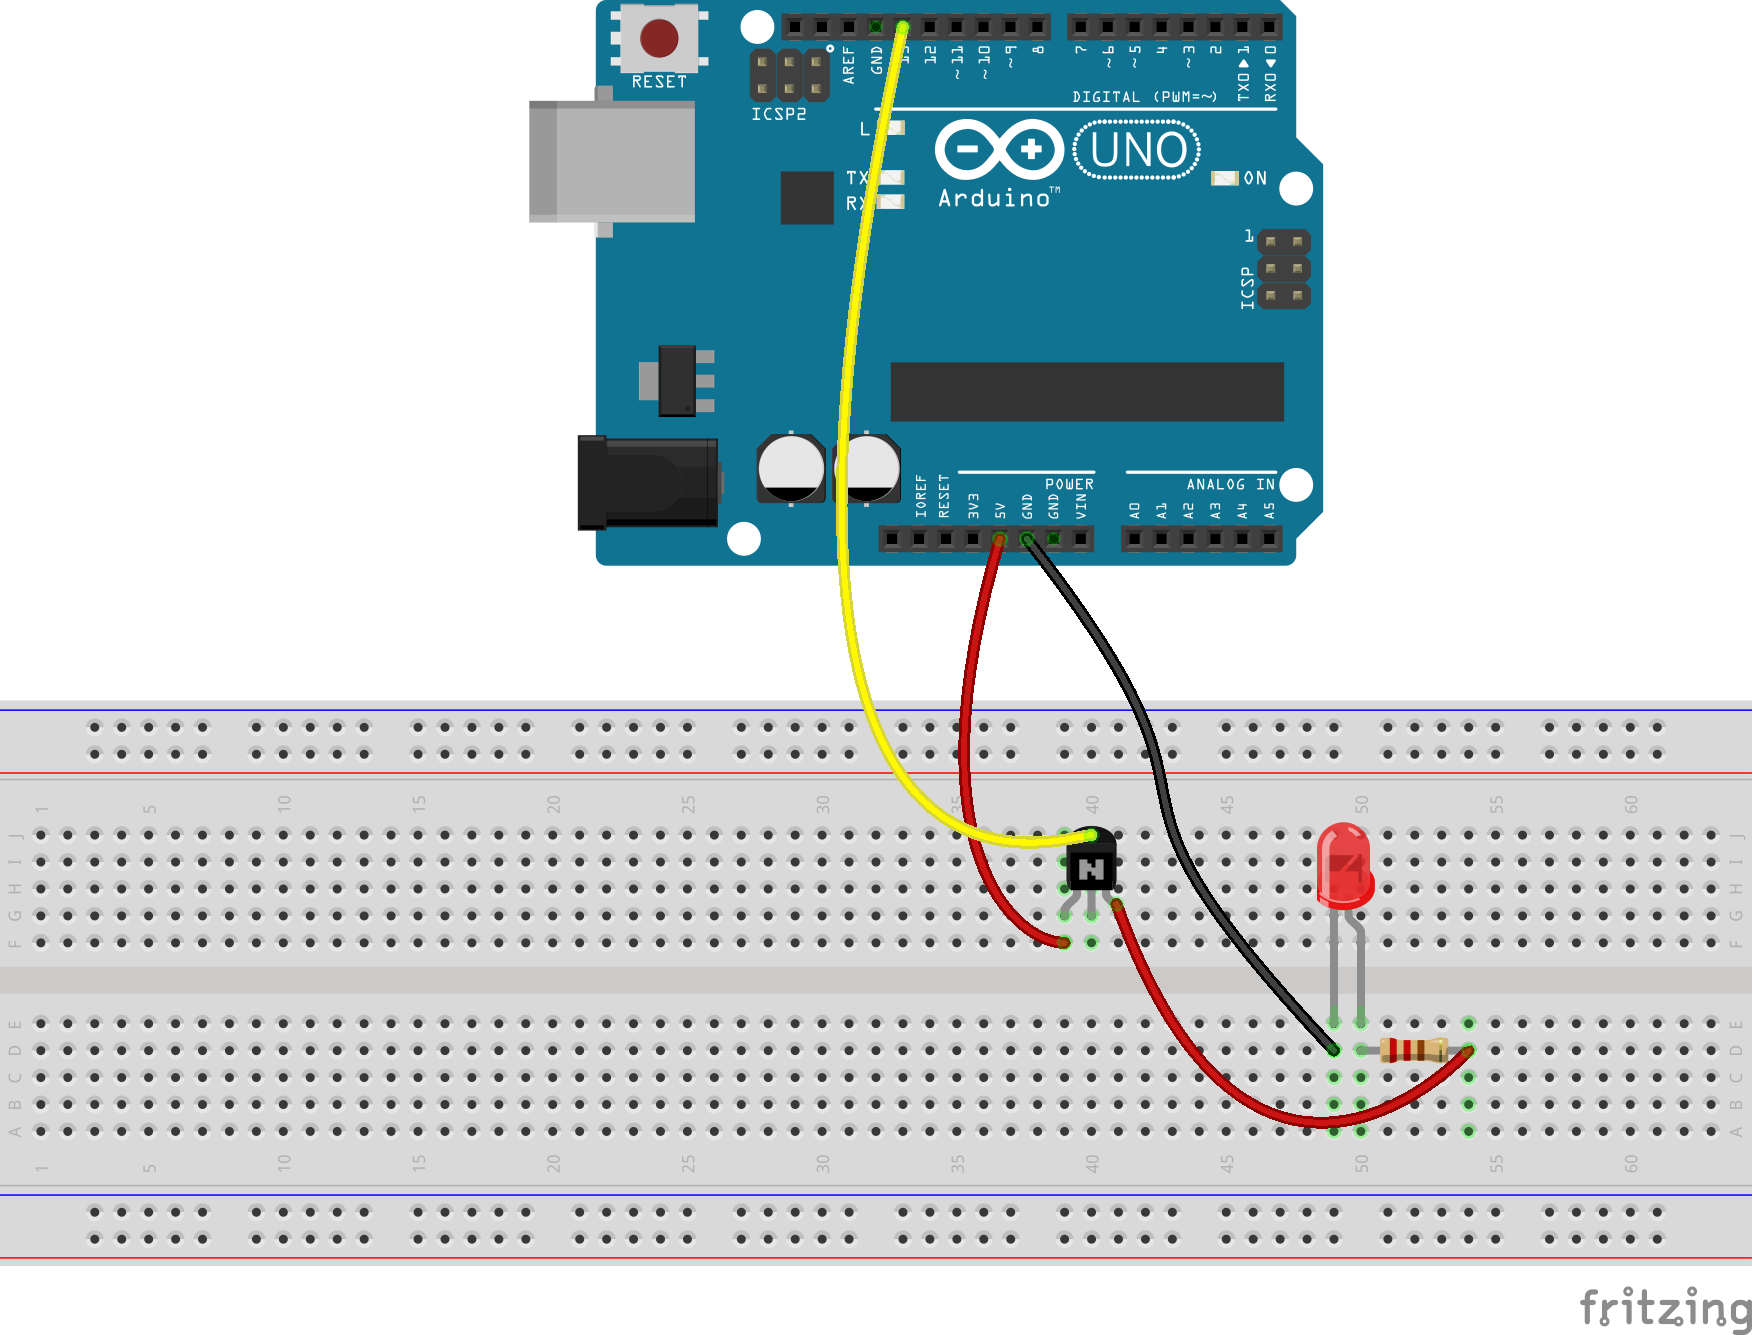 RESET
ICSP2
AREF
GND
13
12
~11
~10
~9
8
7
~6
~5
4
~3
2
TX0▶1
RX0◀0
DIGITAL (PWM=~)
L
TX
RX
UNO
Arduino™
ON
1
ICSP
POWER
ANALOG IN
IOREF
RESET
3V3
5V
GND
GND
VIN
A0
A1
A2
A3
A4
A5
1 5 10 15 20 25 30 35 40 45 50 55 60
J J
I I
H H
G G
F F
N
E E
D D
C C
B B
A A
1 5 10 15 20 25 30 35 40 45 50 55 60
fritzing